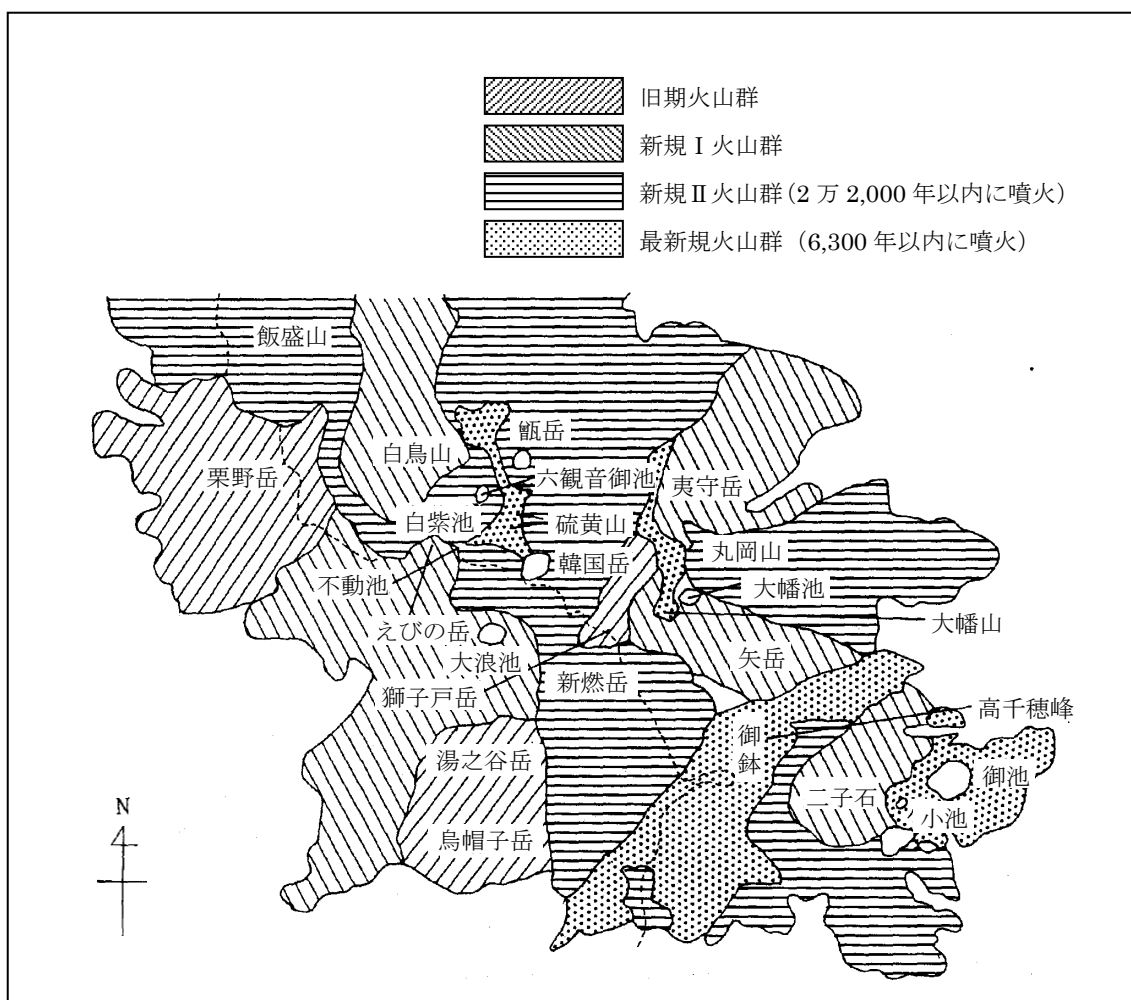 旧期火山群
新規Ⅰ火山群
新規Ⅱ火山群(2万2,000年以内に噴火)
最新規火山群(6,300年以内に噴火)
飯盛山
甑岳
白鳥山
六観音御池
夷守岳
栗野岳
白紫池
硫黄山
丸岡山
不動池
韓国岳
大幡池
えびの岳
大幡山
大浪池
矢岳
獅子戸岳
新燃岳
高千穂峰
御鉢
湯之谷岳
御池
二子石
小池
烏帽子岳
N